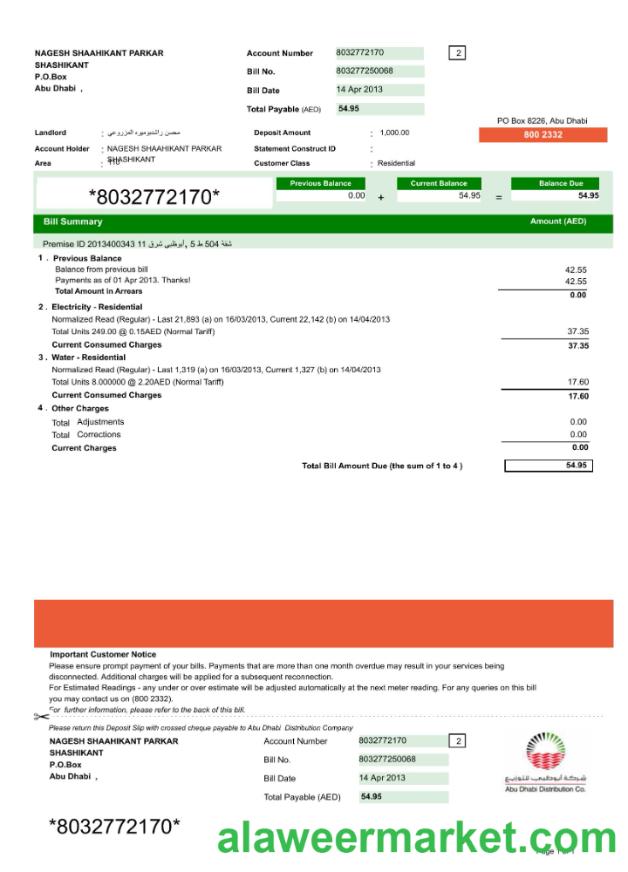 NAGESH SHAAHIKANT PARKAR
SHASHIKANT
P.O.Box
Abu Dhabi ,
Account Number 8032772170 2
Bill No. 803277250068
Bill Date 14 Apr 2013
Total Payable (AED) 54.95
PO Box 8226, Abu Dhabi
800 2332
Landlord : محسن راشد
Deposit Amount : 1,000.00
Account Holder : NAGESH SHAAHIKANT PARKAR
SHASHIKANT
Statement Construct ID :
Area :
Customer Class : Residential
*8032772170*
Previous Balance Current Balance Balance Due
0.00 + 54.95 = 54.95
Bill Summary Amount (AED)
Premise ID 2013400343 شقة 504 ط 5 ,أبوظبي شرق 11
1 . Previous Balance
Balance from previous bill 42.55
Payments as of 01 Apr 2013. Thanks! 42.55
Total Amount in Arrears 0.00
2 . Electricity - Residential
Normalized Read (Regular) - Last 21,893 (a) on 16/03/2013, Current 22,142 (b) on 14/04/2013
Total Units 249.00 @ 0.15AED (Normal Tariff) 37.35
Current Consumed Charges 37.35
3 . Water - Residential
Normalized Read (Regular) - Last 1,319 (a) on 16/03/2013, Current 1,327 (b) on 14/04/2013
Total Units 8.000000 @ 2.20AED (Normal Tariff) 17.60
Current Consumed Charges 17.60
4 . Other Charges
Total Adjustments 0.00
Total Corrections 0.00
Current Charges 0.00
Total Bill Amount Due (the sum of 1 to 4 ) 54.95
Important Customer Notice
Please ensure prompt payment of your bills. Payments that are more than one month overdue may result in your services being
disconnected. Additional charges will be applied for a subsequent reconnection.
For Estimated Readings - any under or over estimate will be adjusted automatically at the next meter reading. For any queries on this bill
you may contact us on (800 2332).
For further information, please refer to the back of this bill.
Please return this Deposit Slip with crossed cheque payable to Abu Dhabi Distribution Company
NAGESH SHAAHIKANT PARKAR
SHASHIKANT
P.O.Box
Abu Dhabi ,
Account Number 8032772170 2
Bill No. 803277250068
Bill Date 14 Apr 2013
Total Payable (AED) 54.95
شركة أبوظبي للتوزيع
Abu Dhabi Distribution Co.
*8032772170*
alaweermarket.com
Page 1